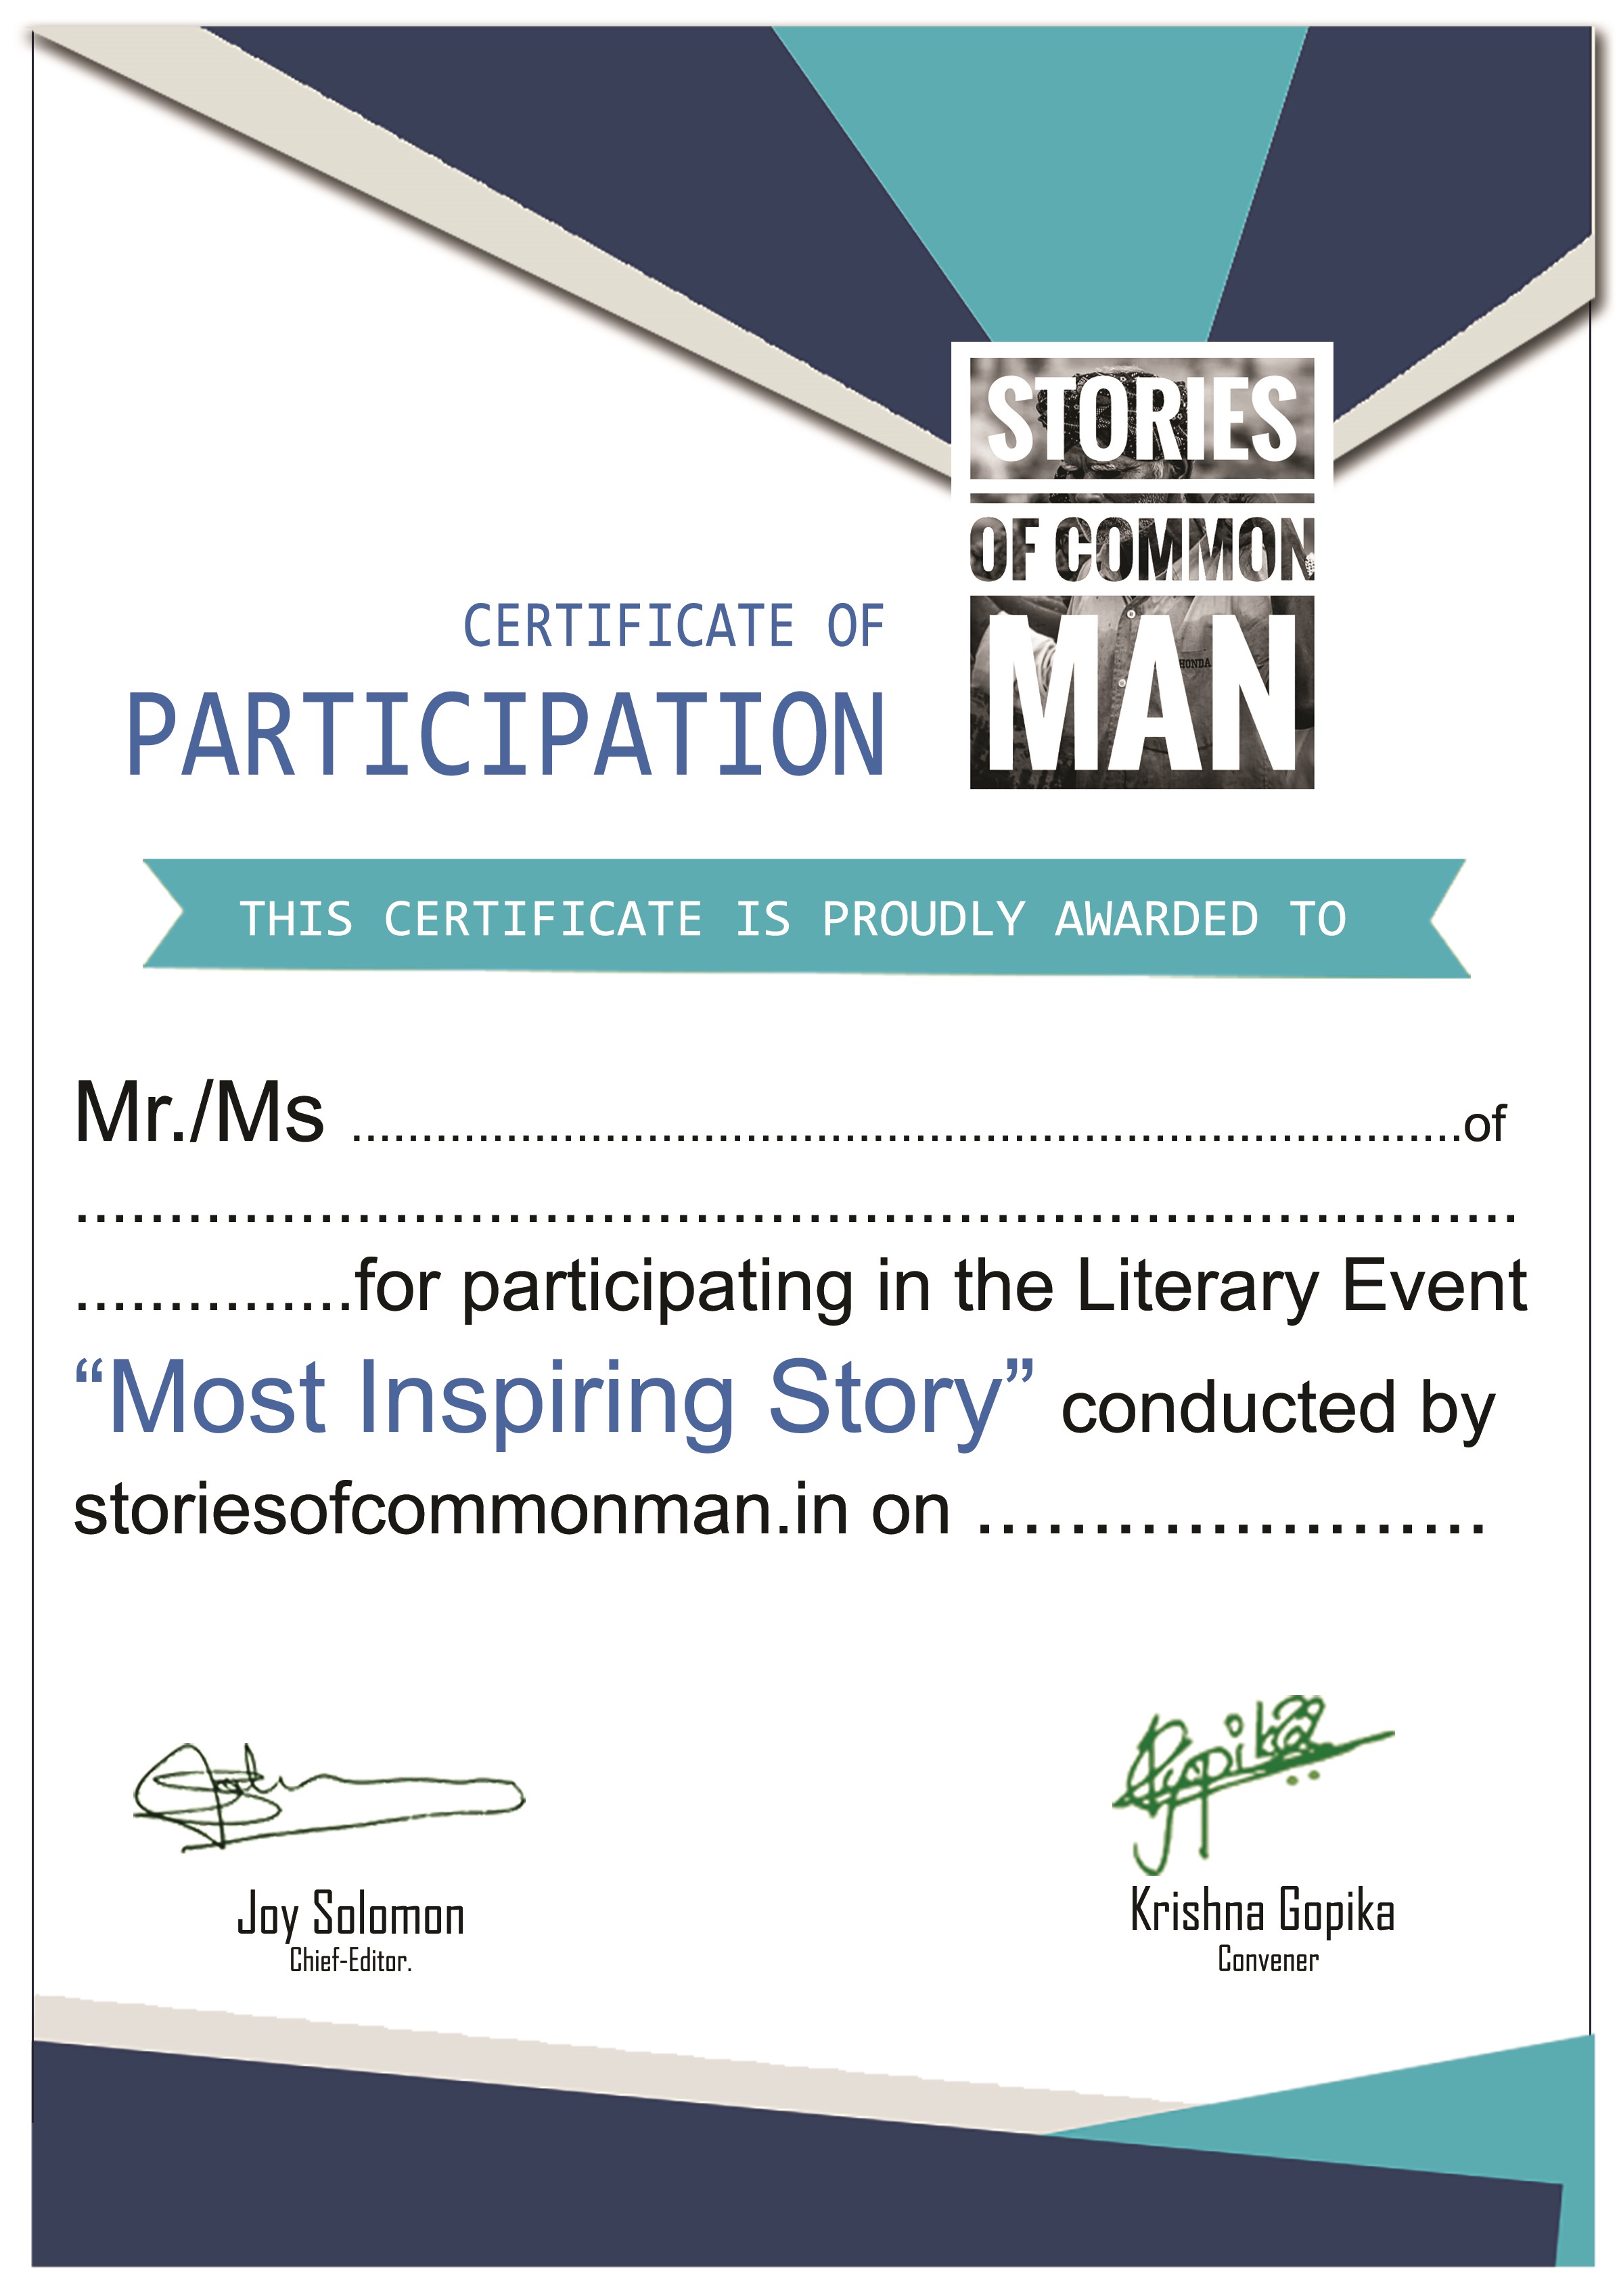 STORIES
OF COMMON
HONDA
MAN
CERTIFICATE OF
PARTICIPATION
THIS CERTIFICATE IS PROUDLY AWARDED TO
Mr./Ms ...............................................................................of
...............................................................................
...............for participating in the Literary Event
“Most Inspiring Story” conducted by
storiesofcommonman.in on ......................
Gopika
Joy Solomon
Chief-Editor.
Krishna Gopika
Convener